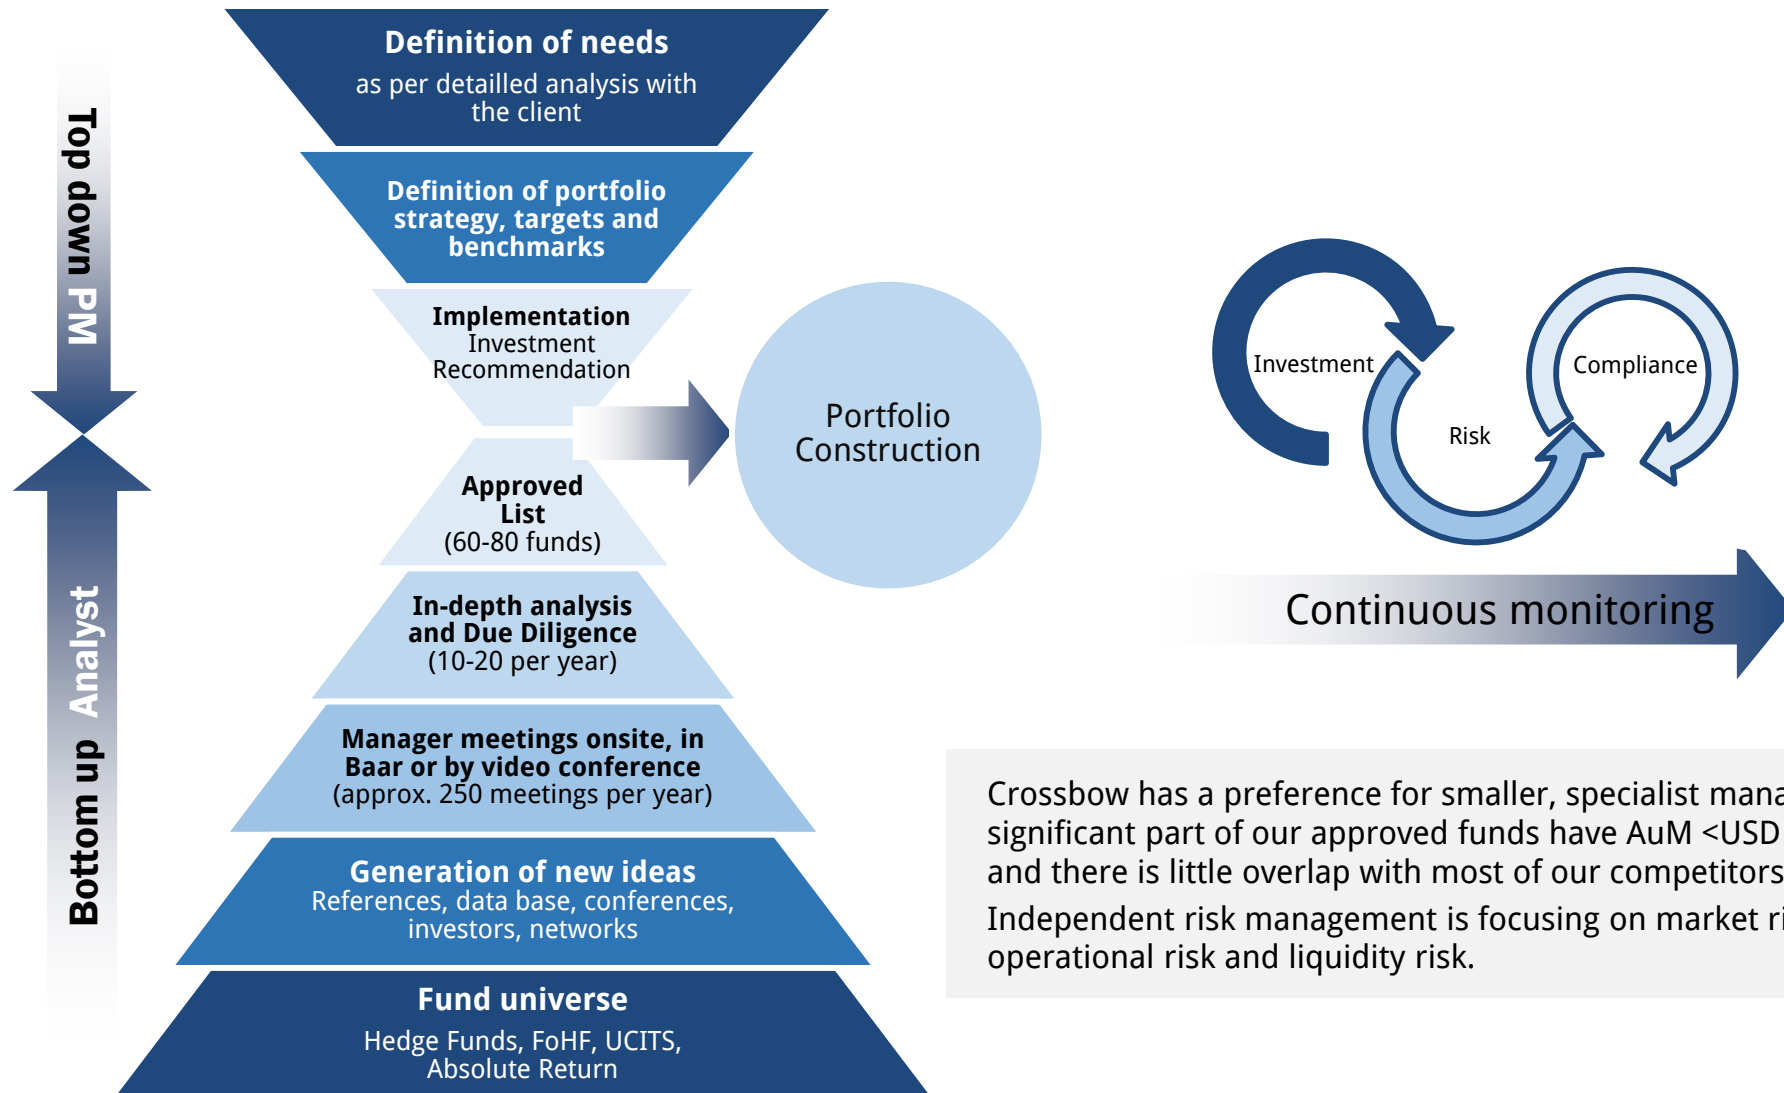 Top down PM
Bottom up Analyst
Definition of needs
as per detailled analysis with
the client
Definition of portfolio
strategy, targets and
benchmarks
Implementation
Investment
Recommendation
Approved
List
(60-80 funds)
In-depth analysis
and Due Diligence
(10-20 per year)
Manager meetings onsite, in
Baar or by video conference
(approx. 250 meetings per year)
Generation of new ideas
References, data base, conferences,
investors, networks
Fund universe
Hedge Funds, FoHF, UCITS,
Absolute Return
Portfolio
Construction
Investment
Risk
Compliance
Continuous monitoring
Crossbow has a preference for smaller, specialist
significant part of our approved funds have AuM <USD
and there is little overlap with most of our competitors
Independent risk management is focusing on market
operational risk and liquidity risk.